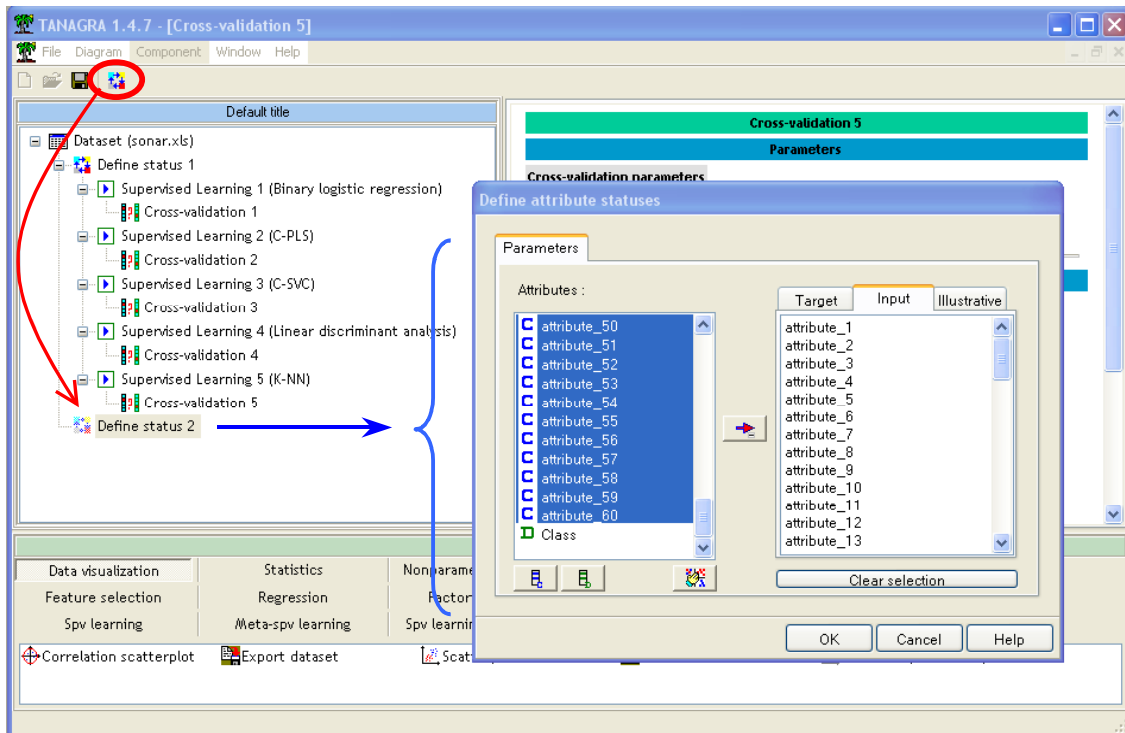 TANAGRA 1.4.7 - [Cross-validation 5]
File Diagram Component Window Help
Default title
Dataset (sonar.xls)
Define status 1
Supervised Learning 1 (Binary logistic regression)
Cross-validation 1
Supervised Learning 2 (C-PLS)
Cross-validation 2
Supervised Learning 3 (C-SVC)
Cross-validation 3
Supervised Learning 4 (Linear discriminant analysis)
Cross-validation 4
Supervised Learning 5 (K-NN)
Cross-validation 5
Define status 2
Cross-validation 5
Parameters
Cross-validation parameters
Define attribute statuses
Parameters
Attributes :
C attribute_50
C attribute_51
C attribute_52
C attribute_53
C attribute_54
C attribute_55
C attribute_56
C attribute_57
C attribute_58
C attribute_59
C attribute_60
D Class
Target Input Illustrative
attribute_1
attribute_2
attribute_3
attribute_4
attribute_5
attribute_6
attribute_7
attribute_8
attribute_9
attribute_10
attribute_11
attribute_12
attribute_13
Clear selection
OK Cancel Help
Data visualization Statistics Nonparame
Feature selection Regression Factor
Spv learning Meta-spv learning Spv learnin
Correlation scatterplot Export dataset Scat